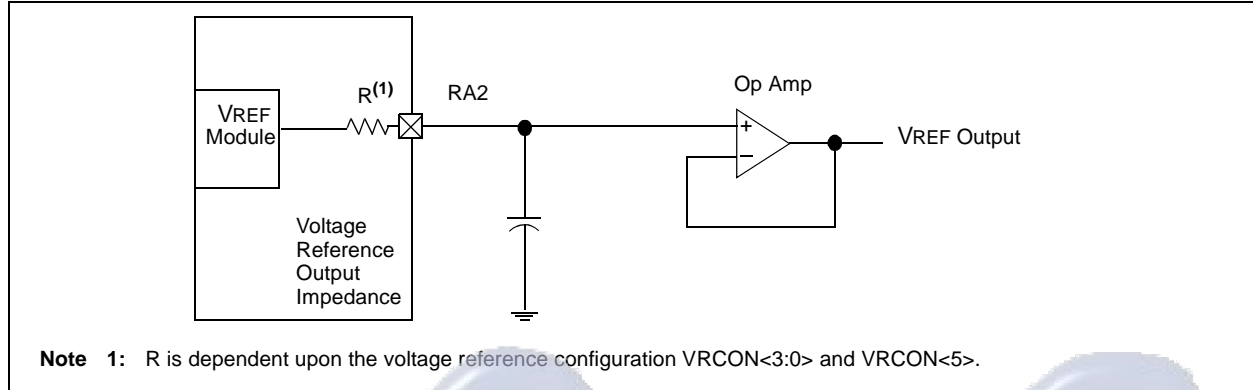 R(1)
RA2
Op Amp
VREF
Module
+
–
VREF Output
Voltage
Reference
Output
Impedance
Note 1: R is dependent upon the voltage reference configuration VRCON<3:0> and VRCON<5>.